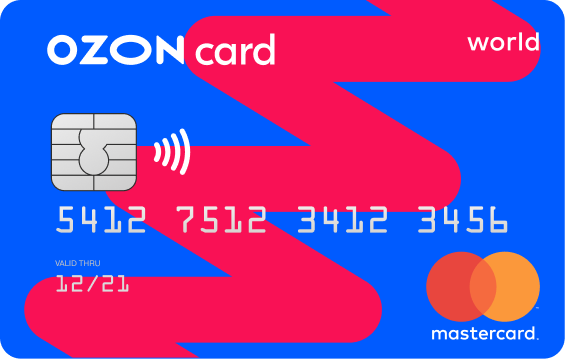 OZON card
world
5412 7512 3412 3456
VALID THRU
12/21
mastercard.